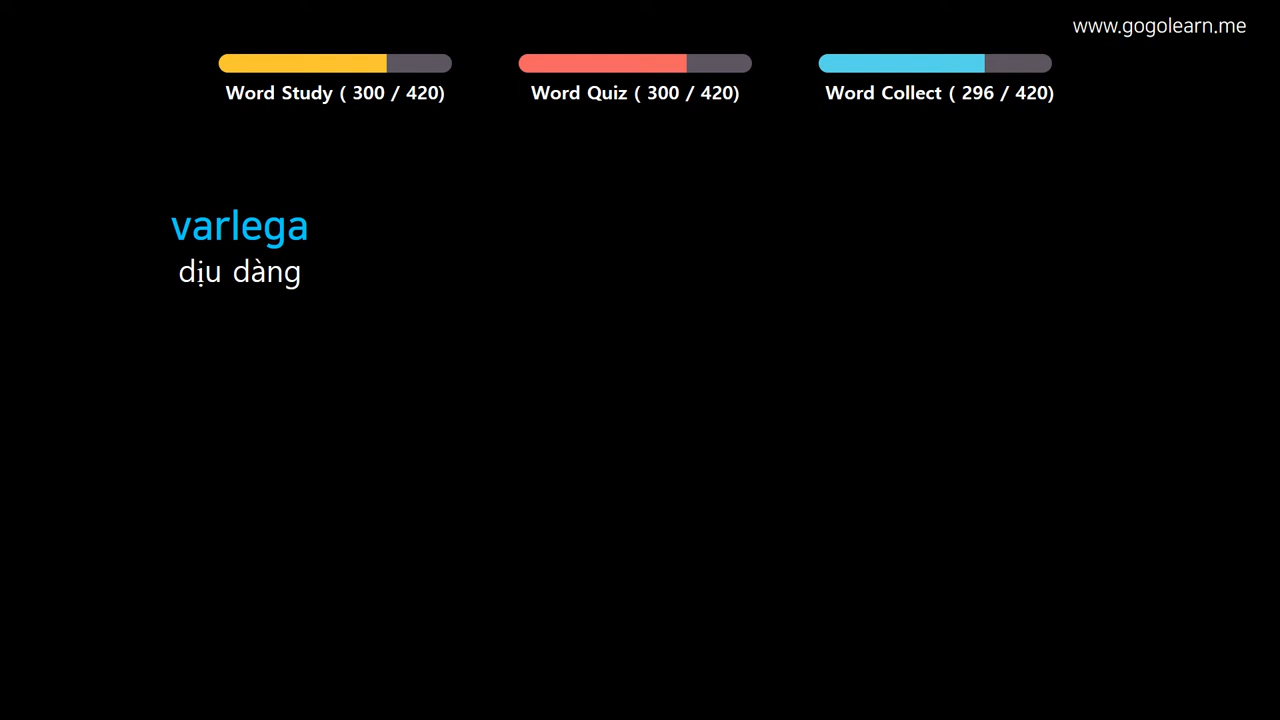 www.gogolearn.me
Word Study ( 300 / 420)
Word Quiz ( 300 / 420)
Word Collect ( 296 / 420)
varlega
dịu dàng